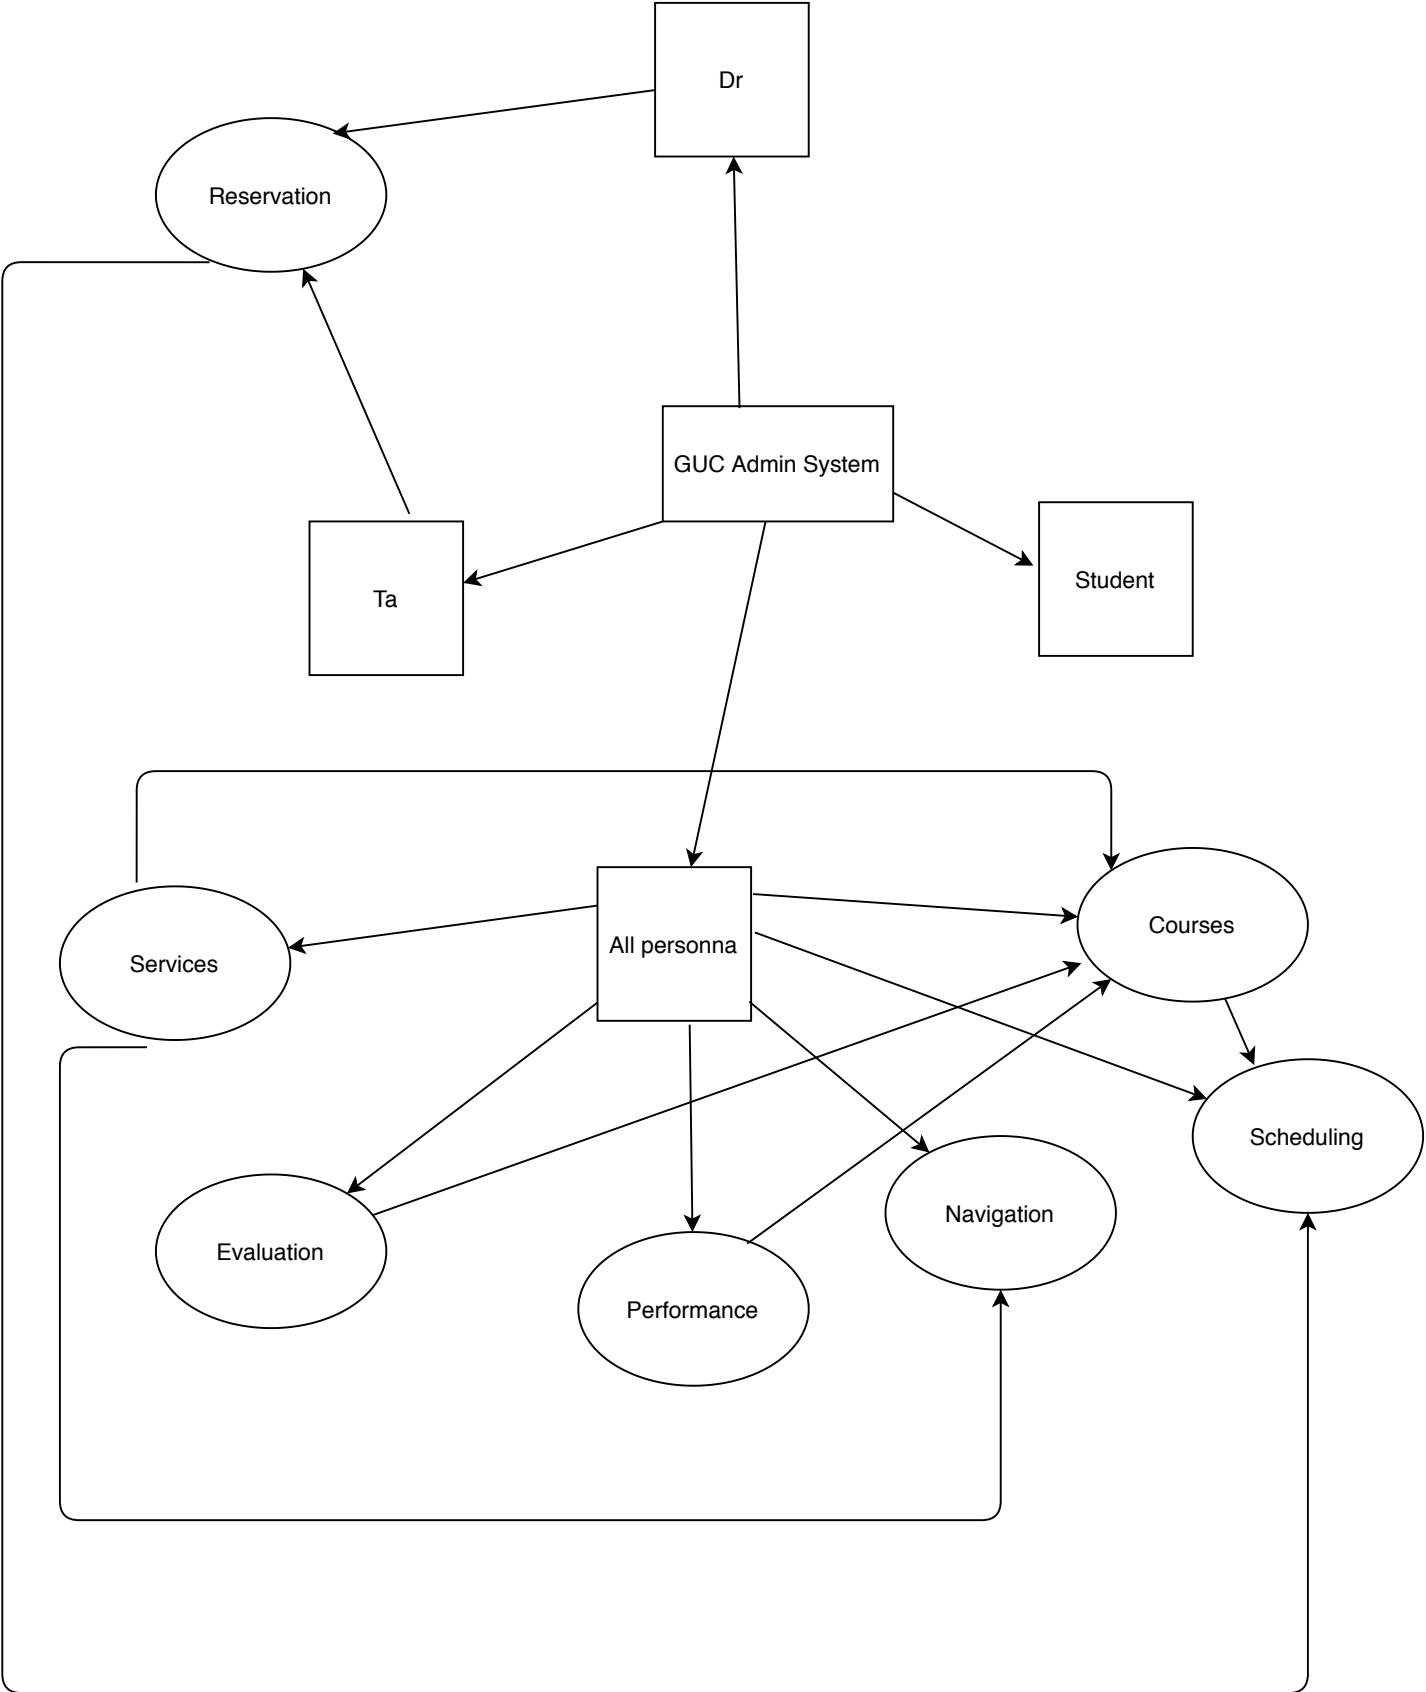 Dr
Reservation
GUC Admin System
Student
Ta
Courses
All personna
Services
Scheduling
Navigation
Evaluation
Performance